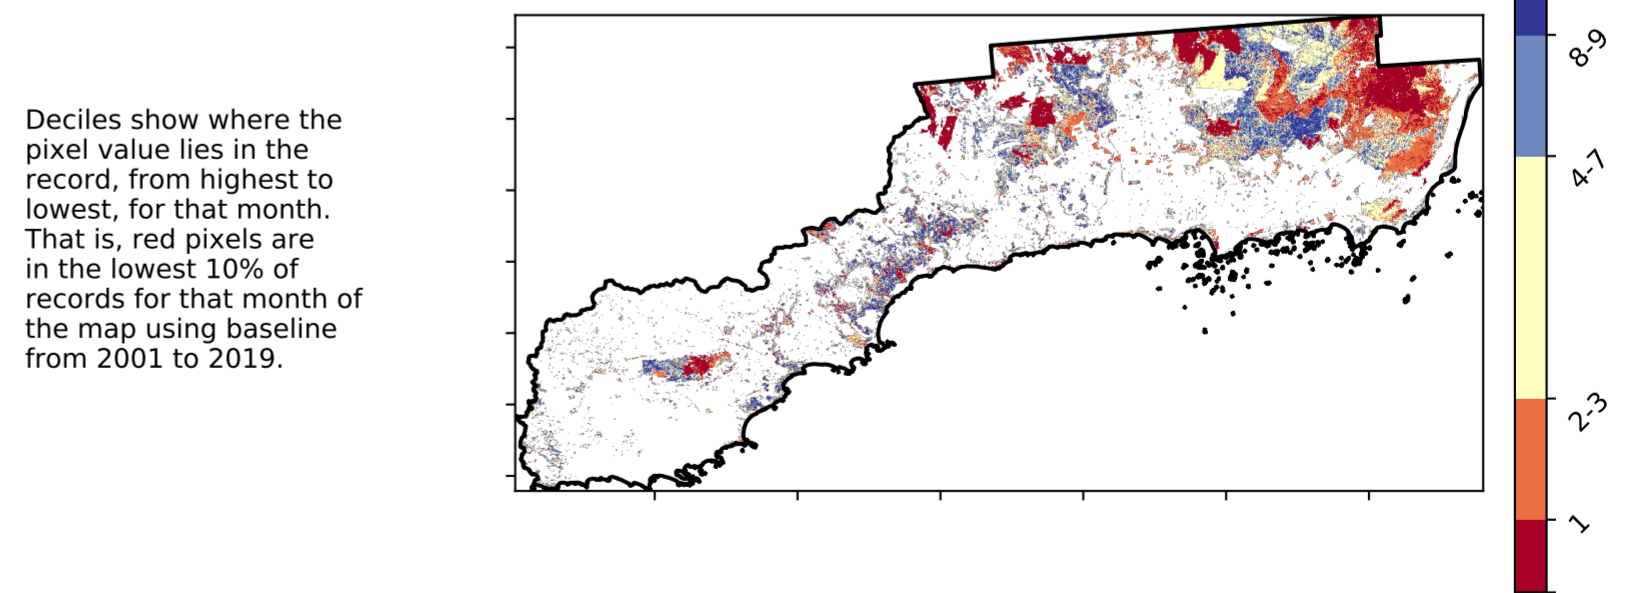 Deciles show where the
pixel value lies in the
record, from highest to
lowest, for that month.
That is, red pixels are
in the lowest 10% of
records for that month of
the map using baseline
from 2001 to 2019.
8-9
4-7
2-3
1